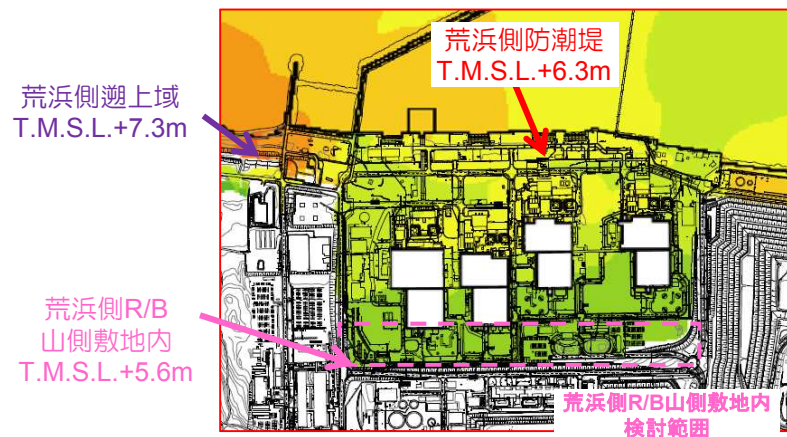 荒浜側防潮堤
T.M.S.L.+6.3m
荒浜側遡上域
T.M.S.L.+7.3m
荒浜側R/B
山側敷地内
T.M.S.L.+5.6m
荒浜側R/B山側敷地内
検討範囲